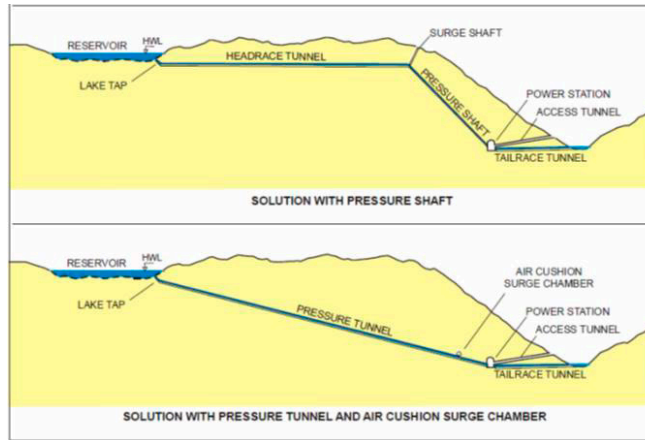 RESERVOIR
HWL
SURGE SHAFT
HEADRACE TUNNEL
LAKE TAP
PRESSURE SHAFT
POWER STATION
ACCESS TUNNEL
TAILRACE TUNNEL
SOLUTION WITH PRESSURE SHAFT
RESERVOIR
HWL
AIR CUSHION
SURGE CHAMBER
LAKE TAP
PRESSURE TUNNEL
POWER STATION
ACCESS TUNNEL
TAILRACE TUNNEL
SOLUTION WITH PRESSURE TUNNEL AND AIR CUSHION SURGE CHAMBER